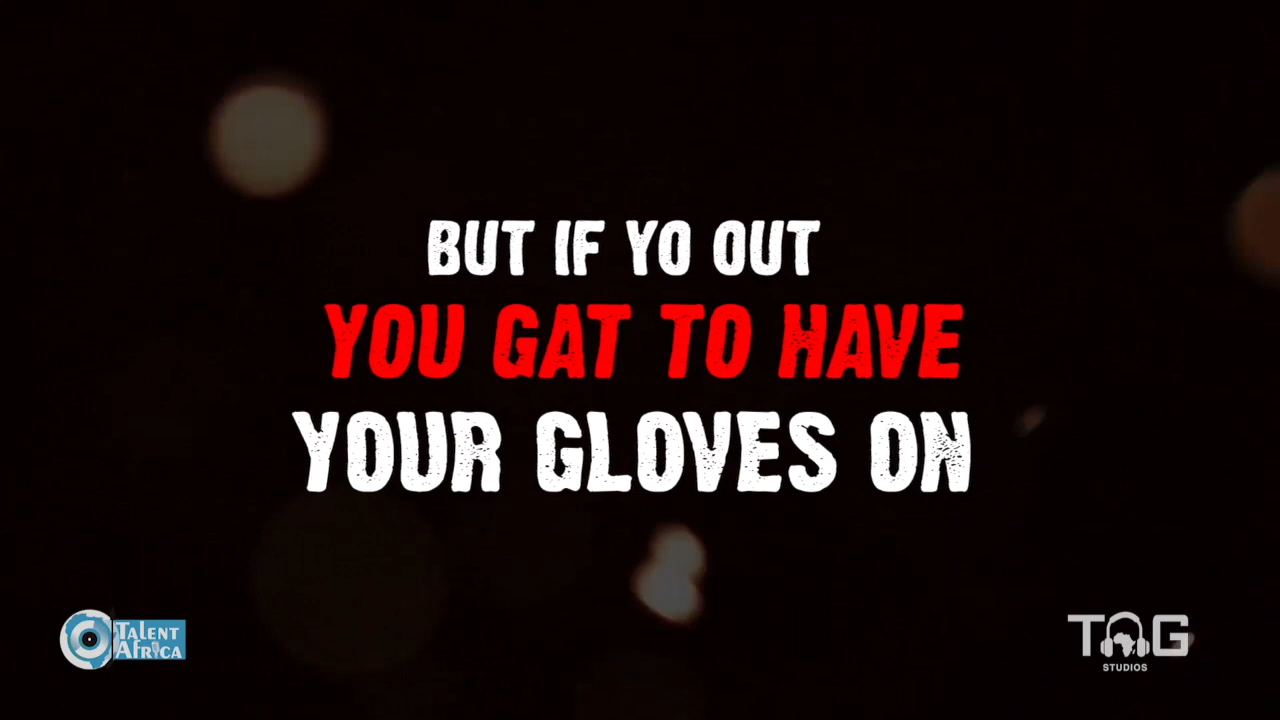 BUT IF YO OUT
YOU GAT TO HAVE
YOUR GLOVES ON
TALENT
AFRICA
TAG
STUDIOS